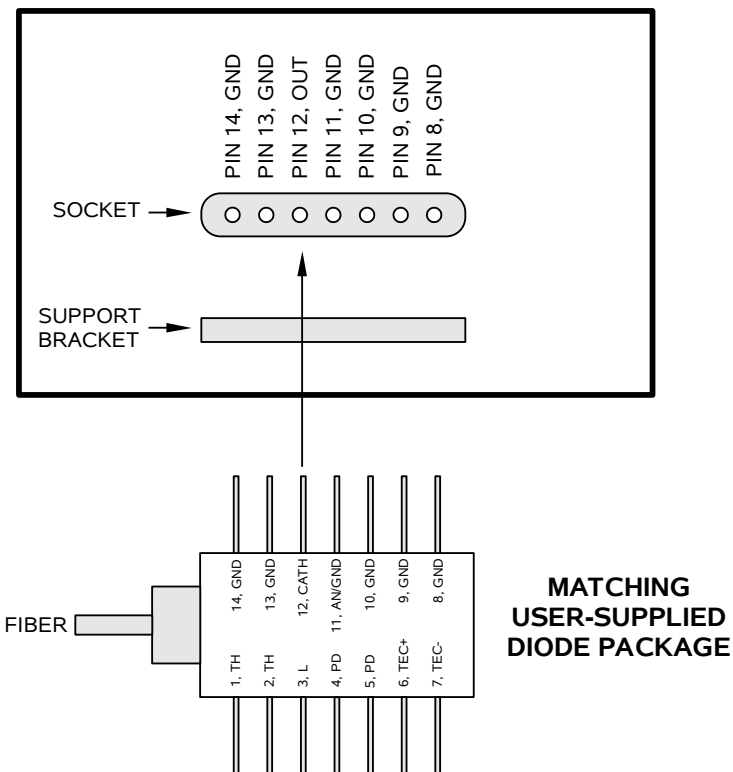 PIN 14, GND
PIN 13, GND
PIN 12, OUT
PIN 11, GND
PIN 10, GND
PIN 9, GND
PIN 8, GND
SOCKET
SUPPORT
BRACKET
14, GND
13, GND
12, CATH
11, AN/GND
10, GND
9, GND
8, GND
FIBER
1, TH
2, TH
3, L
4, PD
5, PD
6, TEC+
7, TEC-
MATCHING
USER-SUPPLIED
DIODE PACKAGE